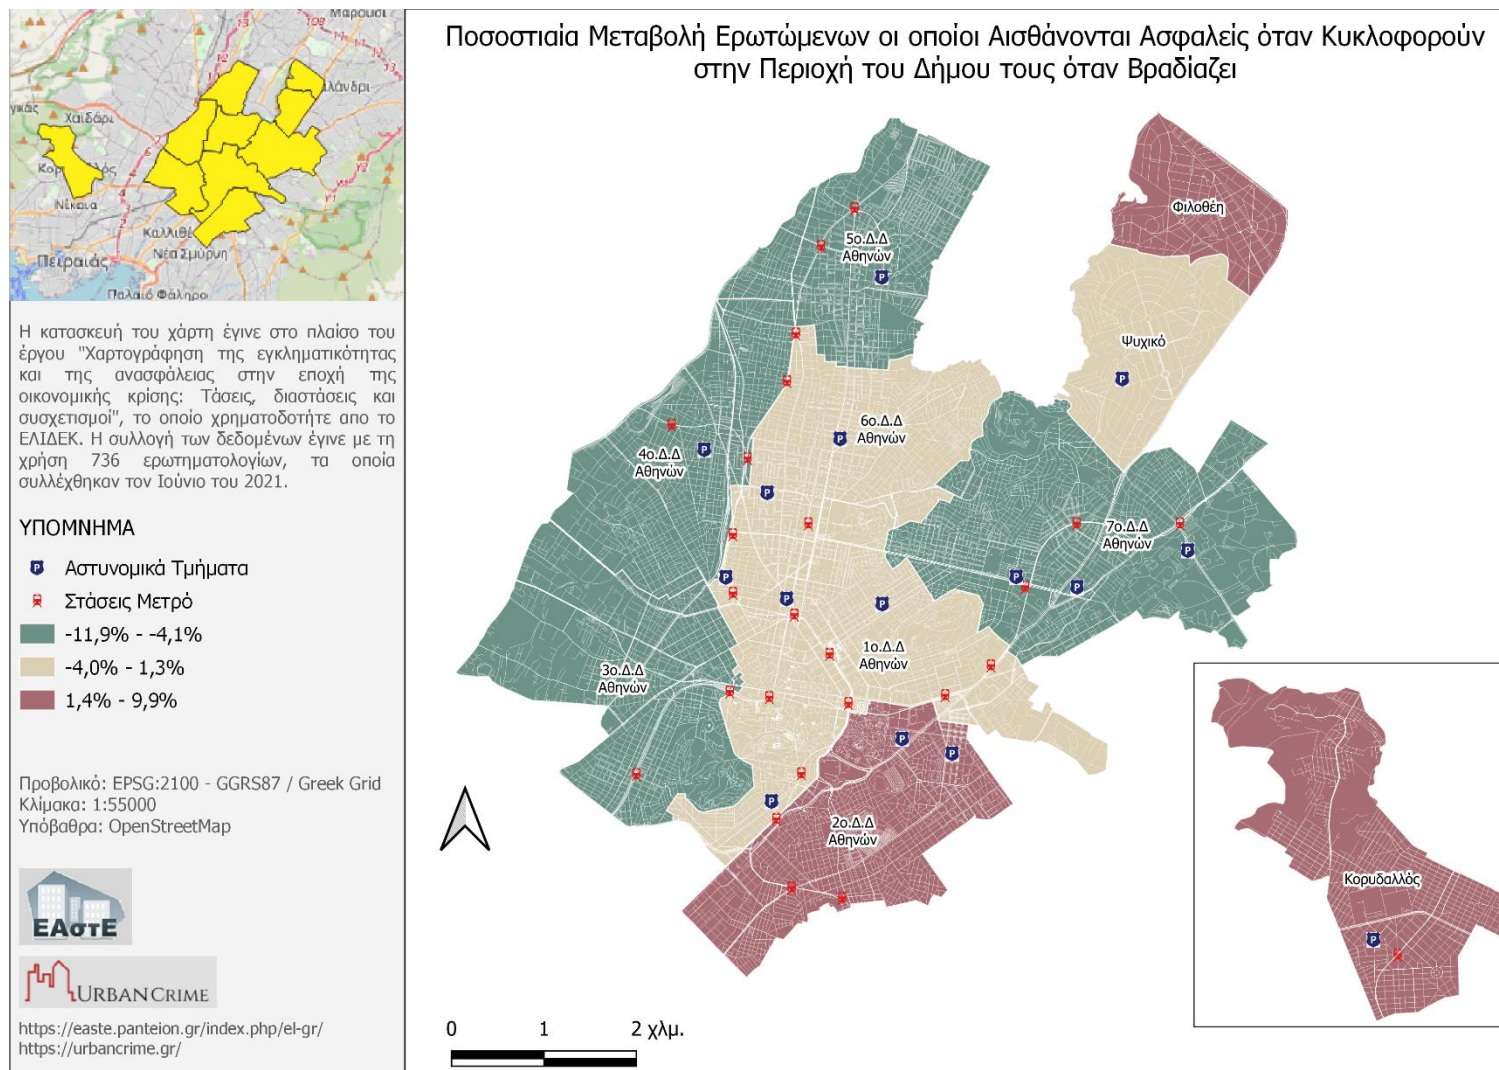 Ποσοστιαία Μεταβολή Ερωτώμενων οι οποίοι Αισθάνονται Ασφαλείς όταν Κυκλοφορούν
στην Περιοχή του Δήμου τους όταν Βραδίαζει
Μαρούσι
Χαϊδάρι
λάνδρι
Νίκαια
Καλλιθέ
Νέα Σμύρνη
Πειραιάς
Παλαιό Φάληρο
Η κατασκευή του χάρτη έγινε στο πλαίσο του
έργου "Χαρτογράφηση της εγκληματικότητας
και της ανασφάλειας στην εποχή της
οικονομικής κρίσης: Τάσεις, διαστάσεις και
συσχετισμοί", το οποίο χρηματοδοτήτε απο το
ΕΛΙΔΕΚ. Η συλλογή των δεδομένων έγινε με τη
χρήση 736 ερωτηματολογίων, τα οποία
συλλέχθηκαν τον Ιούνιο του 2021.
ΥΠΟΜΝΗΜΑ
Αστυνομικά Τμήματα
Στάσεις Μετρό
-11,9% - -4,1%
-4,0% - 1,3%
1,4% - 9,9%
Προβολικό: EPSG:2100 - GGRS87 / Greek Grid
Κλίμακα: 1:55000
Υπόβαθρα: OpenStreetMap
ΕΑστΕ
URBANCRIME
https://easte.panteion.gr/index.php/el-gr/
https://urbancrime.gr/
Φιλοθέη
5ο.Δ.Δ
Αθηνών
Ψυχικό
6ο.Δ.Δ
Αθηνών
4ο.Δ.Δ
Αθηνών
7ο.Δ.Δ
Αθηνών
1ο.Δ.Δ
Αθηνών
3ο.Δ.Δ
Αθηνών
2ο.Δ.Δ
Αθηνών
Κορυδαλλός
0 1 2 χλμ.